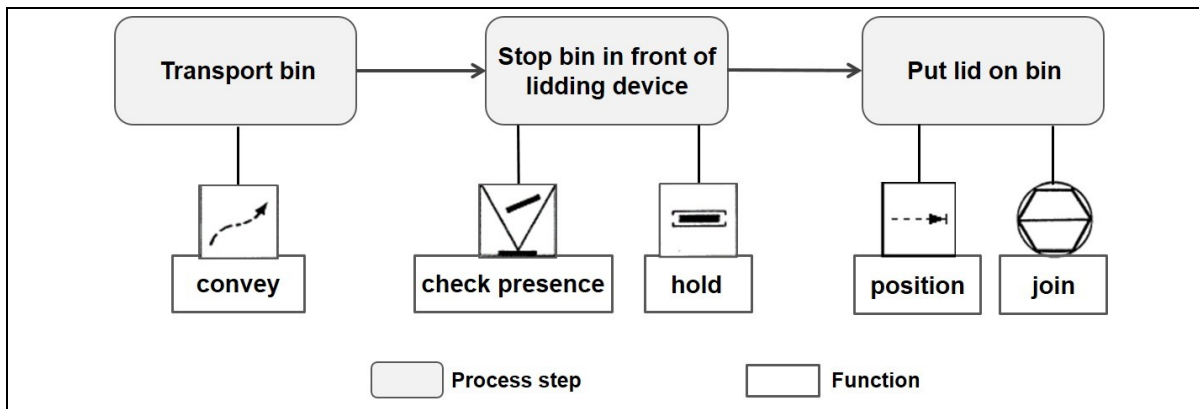 Transport bin
Stop bin in front of
lidding device
Put lid on bin
convey
check presence
hold
position
join
Process step
Function